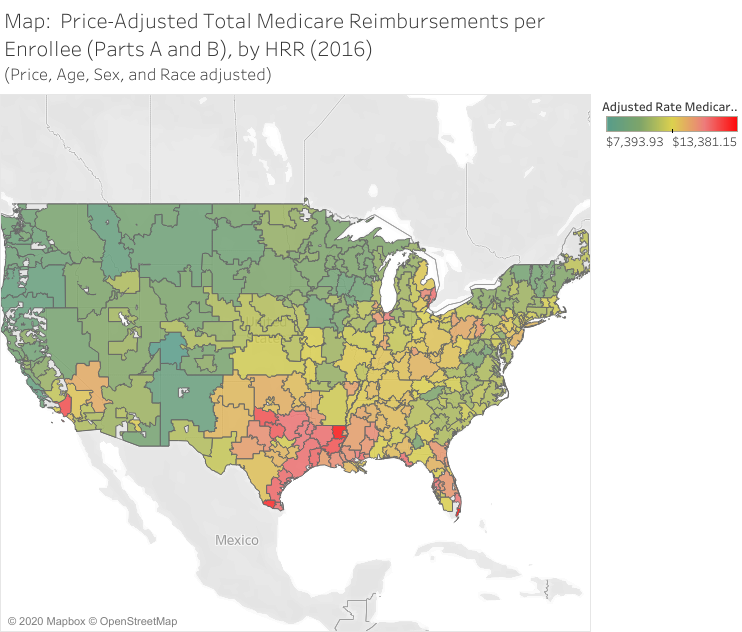 Map:  Price-Adjusted Total Medicare Reimbursements per
Enrollee (Parts A and B), by HRR (2016)
(Price, Age, Sex, and Race adjusted)
Adjusted Rate Medicar..
$7,393.93 $13,381.15
Mexico
© 2020 Mapbox © OpenStreetMap